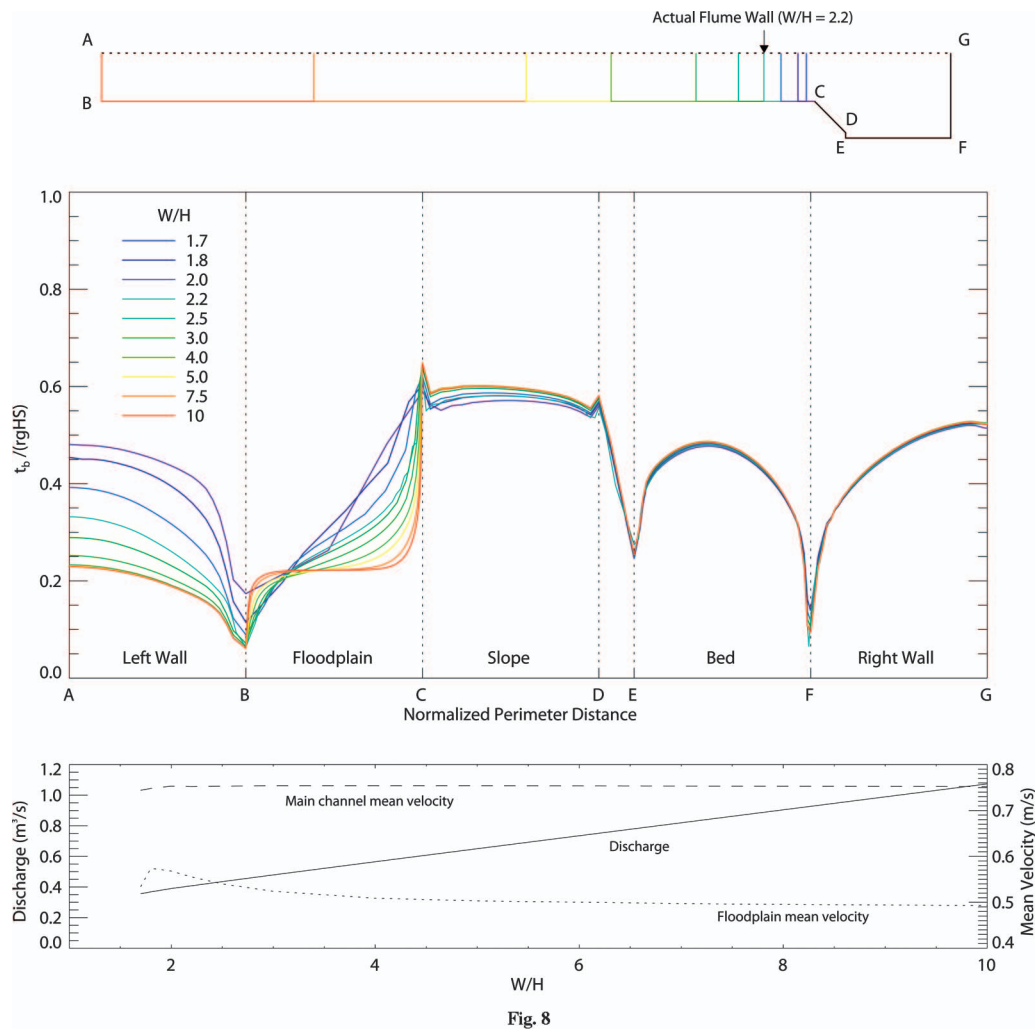 Actual Flume Wall (W/H = 2.2)
A
G
B
C
D
E
F
1.0
0.8
0.6
0.4
0.2
0.0
t_b /(rgHS)
W/H
1.7
1.8
2.0
2.2
2.5
3.0
4.0
5.0
7.5
10
Left Wall
Floodplain
Slope
Bed
Right Wall
A
B
C
D
E
F
G
Normalized Perimeter Distance
1.2
1.0
0.8
0.6
0.4
0.2
0.0
Discharge (m³/s)
Main channel mean velocity
Discharge
Floodplain mean velocity
0.8
0.7
0.6
0.5
0.4
Mean Velocity (m/s)
2
4
6
8
10
W/H
Fig. 8